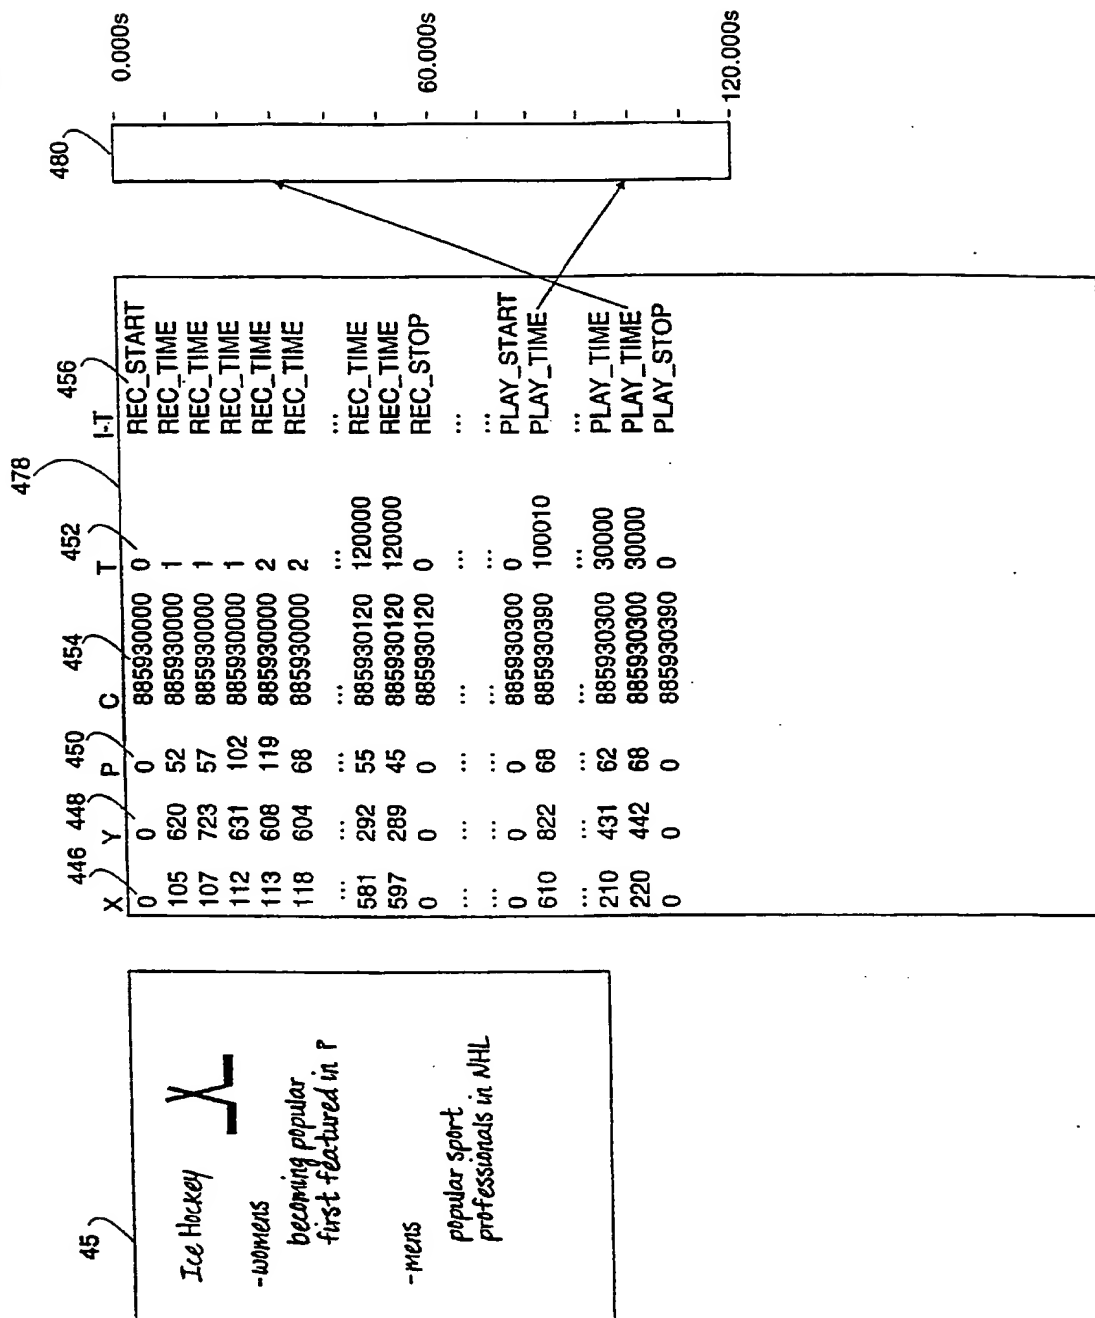 45
Ice Hockey
-womens
becoming popular
first featured in P
-mens
popular sport
professionals in NHL
478
446 448 450 454 452 456
X Y P C T I-T
0 0 0 885930000 0 REC_START
105 620 52 885930000 1 REC_TIME
107 723 57 885930000 1 REC_TIME
112 631 102 885930000 1 REC_TIME
113 608 119 885930000 2 REC_TIME
118 604 68 885930000 2 REC_TIME
... ... ... ... ... ...
581 292 55 885930120 120000 REC_TIME
597 289 45 885930120 120000 REC_TIME
0 0 0 885930120 0 REC_STOP
... ... ... ... ... ...
... ... ... ... ... ...
0 0 0 885930300 0 PLAY_START
610 822 68 885930390 100010 PLAY_TIME
... ... ... ... ... ...
210 431 62 885930300 30000 PLAY_TIME
220 442 68 885930300 30000 PLAY_TIME
0 0 0 885930390 0 PLAY_STOP
480
0.000s
60.000s
120.000s